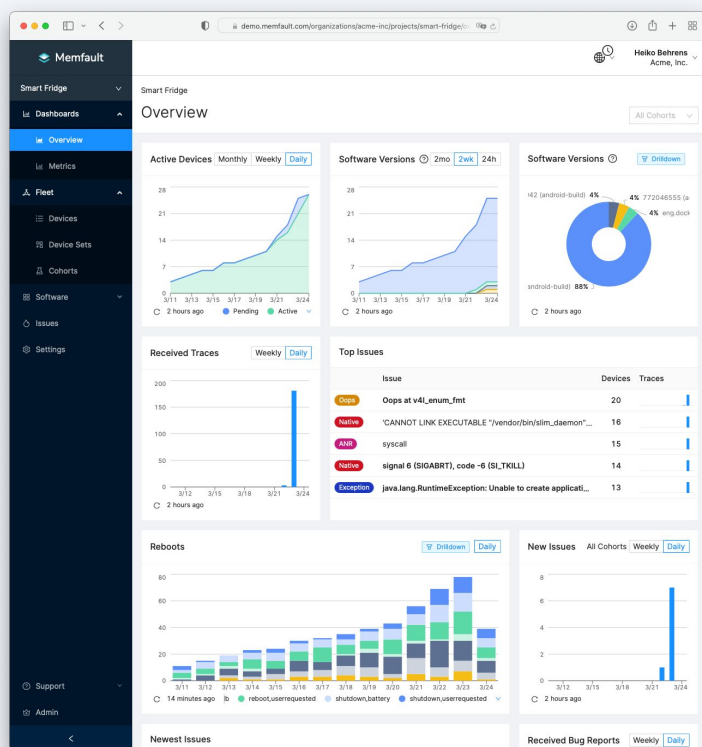 demo.memfault.com/organizations/acme-inc/projects/smart-fridge/o
Memfault
Heiko Behrens
Acme, Inc.
Smart Fridge
Dashboards
Overview
Metrics
Fleet
Devices
Device Sets
Cohorts
Software
Issues
Settings
Support
Admin
Smart Fridge
Overview
All Cohorts
Active Devices Monthly Weekly Daily
28
21
14
7
0
3/11 3/13 3/15 3/17 3/19 3/21 3/24
2 hours ago Pending Active
Software Versions 2mo 2wk 24h
28
21
14
7
0
3/11 3/13 3/15 3/17 3/19 3/21 3/24
2 hours ago
Software Versions Drilldown
42 (android-build) 4%
4% 772046555 (a
4% eng.dock
android-build) 88%
2 hours ago
Received Traces Weekly Daily
200
150
100
50
0
3/12 3/15 3/18 3/21 3/24
2 hours ago
Top Issues
Issue Devices Traces
Oops Oops at v4l_enum_fmt 20
Native 'CANNOT LINK EXECUTABLE "/vendor/bin/slim_daemon"... 16
ANR syscall 15
Native signal 6 (SIGABRT), code -6 (SI_TKILL) 14
Exception java.lang.RuntimeException: Unable to create applicati... 13
Reboots Drilldown Daily
80
60
40
20
0
3/11 3/12 3/13 3/14 3/15 3/16 3/17 3/18 3/19 3/20 3/21 3/22 3/23 3/24
14 minutes ago lb reboot,userrequested shutdown,battery shutdown,userrequested
New Issues All Cohorts Weekly Daily
8
6
4
2
0
3/12 3/15 3/18 3/21 3/24
2 hours ago
Newest Issues
Received Bug Reports Weekly Daily